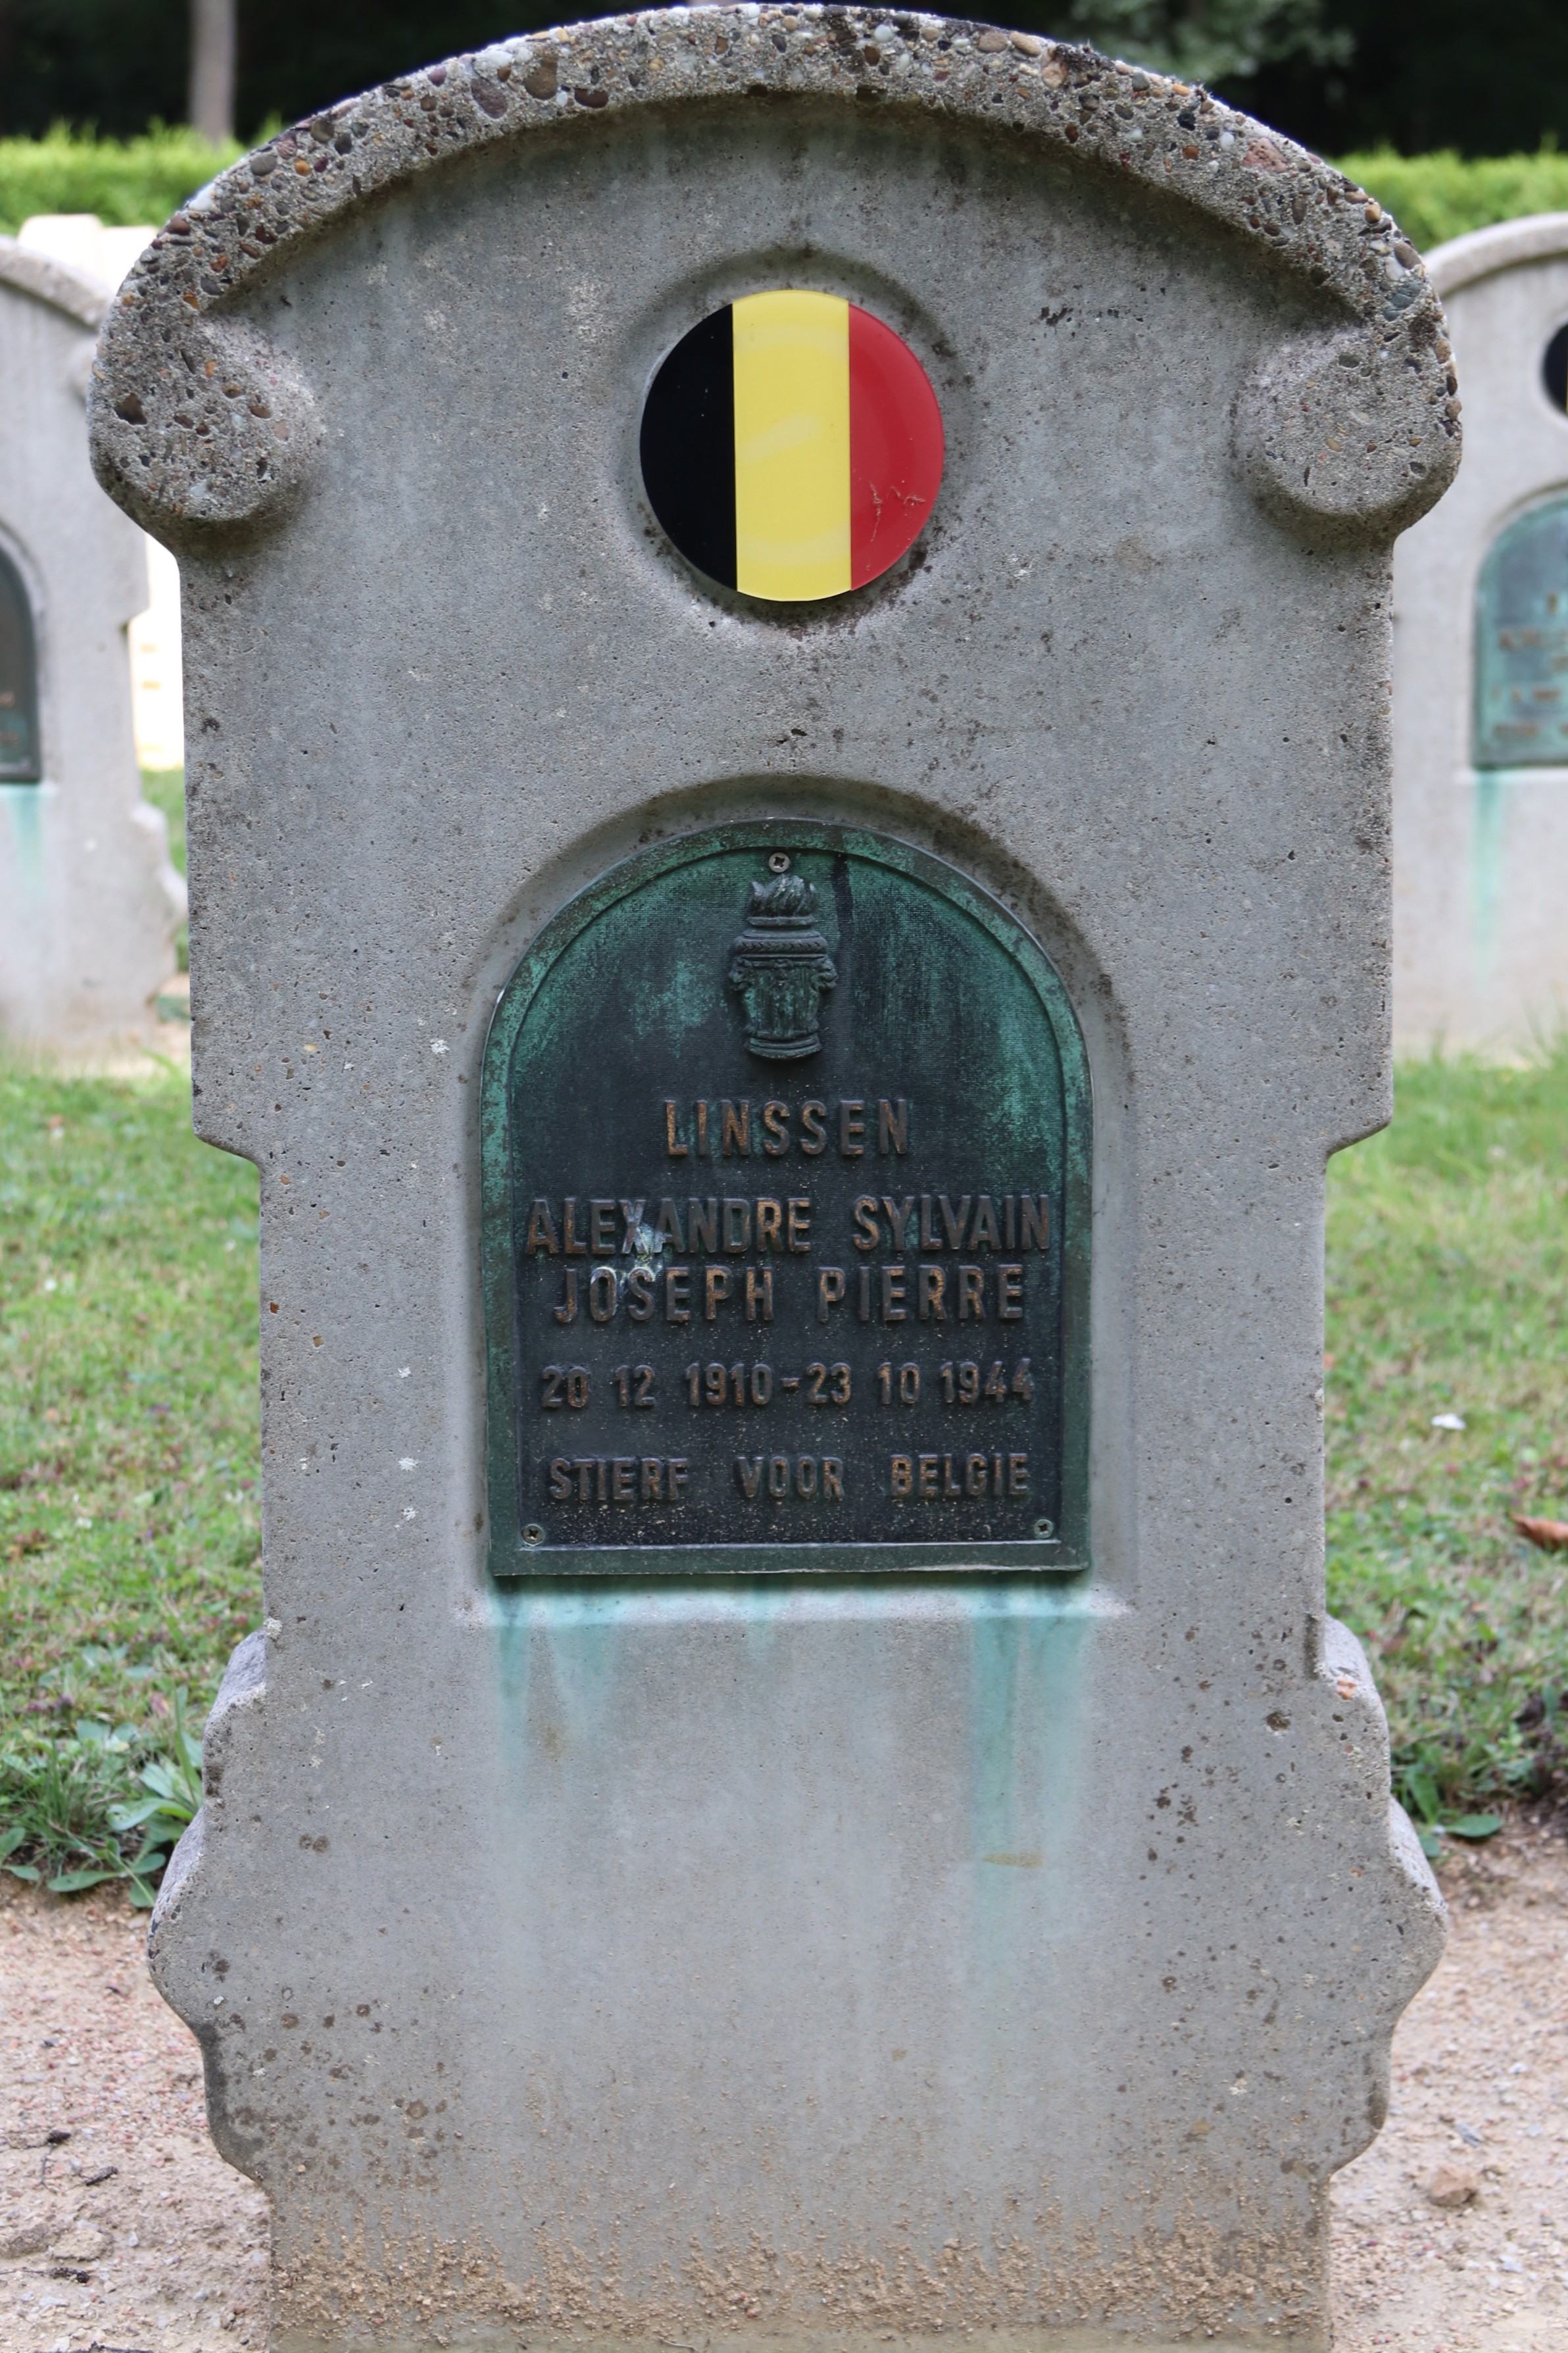 LINSSEN
ALEXANDRE SYLVAIN
JOSEPH PIERRE
20 12 1910-23 10 1944
STIERF VOOR BELGIE